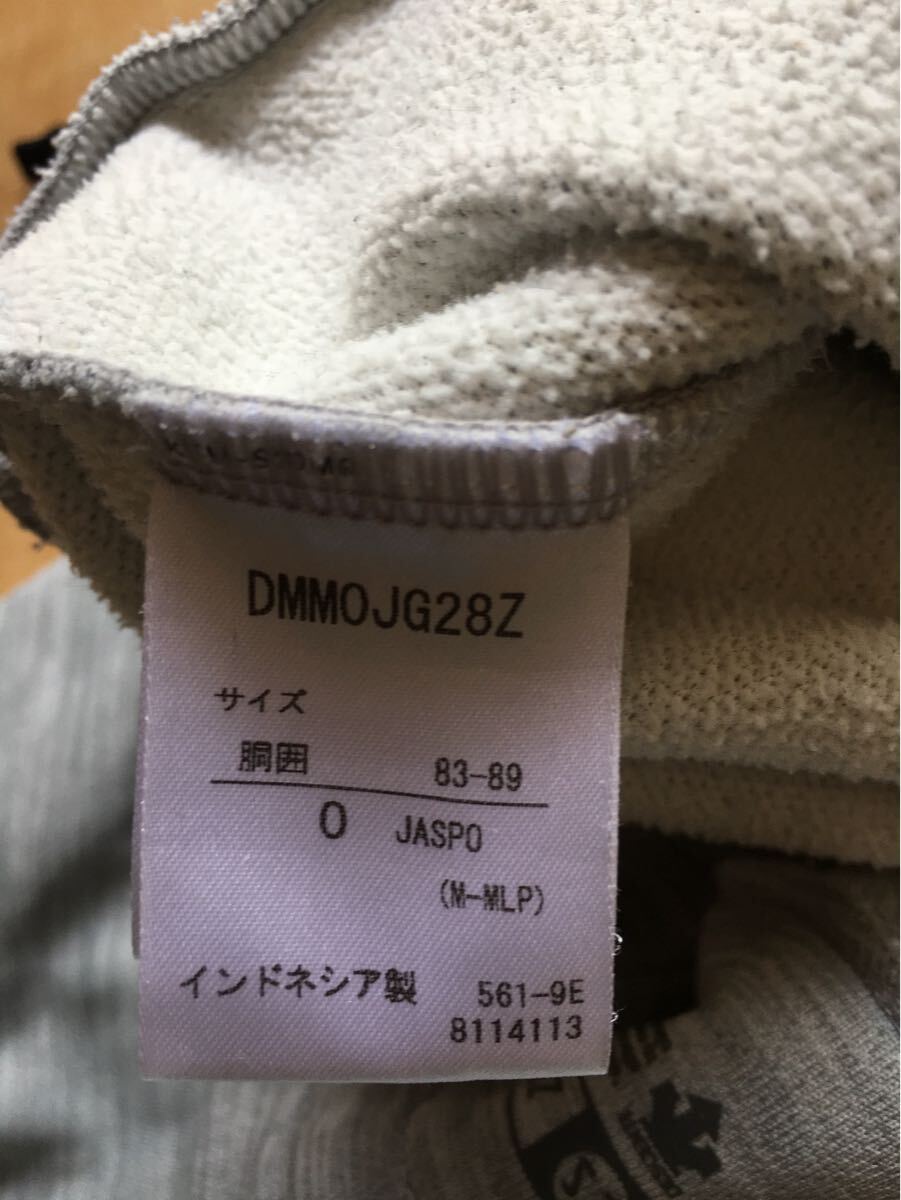 DMMOJG28Z
サイズ
胴囲 83-89
O JASPO
(M-MLP)
インドネシア製 561-9E
8114113